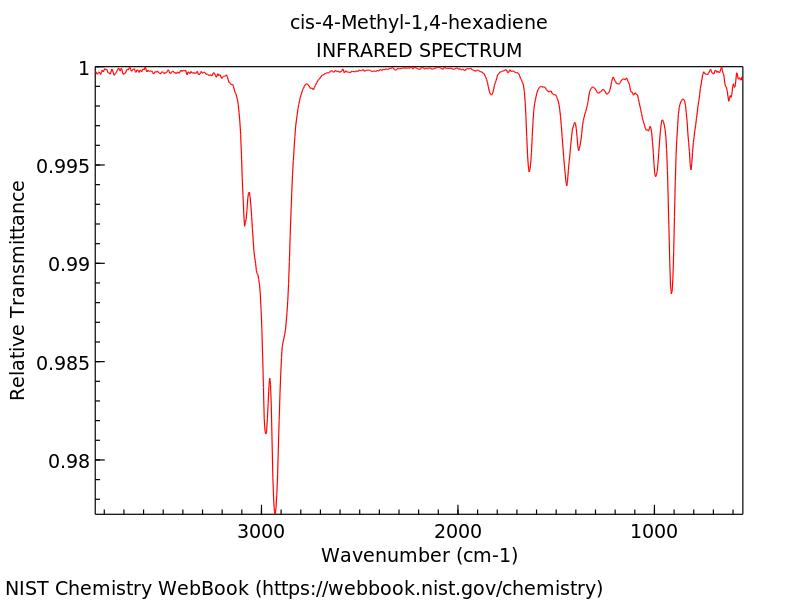 cis-4-Methyl-1,4-hexadiene
INFRARED SPECTRUM
1
0.995
0.99
0.985
0.98
Relative Transmittance
3000 2000 1000
Wavenumber (cm-1)
NIST Chemistry WebBook (https://webbook.nist.gov/chemistry)